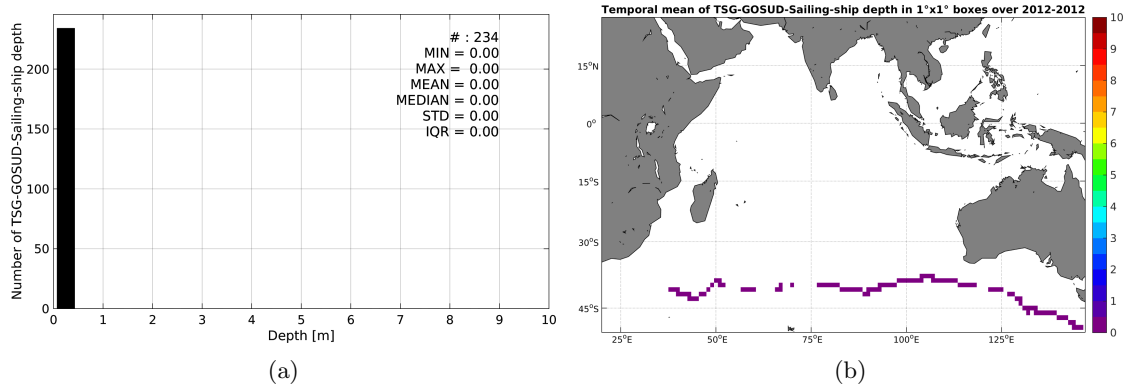 Number of TSG-GOSUD-Sailing-ship depth
200
150
100
50
0
0 1 2 3 4 5 6 7 8 9 10
Depth [m]
# : 234
MIN = 0.00
MAX = 0.00
MEAN = 0.00
MEDIAN = 0.00
STD = 0.00
IQR = 0.00
(a)
Temporal mean of TSG-GOSUD-Sailing-ship depth in 1°x1° boxes over 2012-2012
15°N
0°
15°S
30°S
45°S
25°E 50°E 75°E 100°E 125°E
10
9
8
7
6
5
4
3
2
1
0
(b)